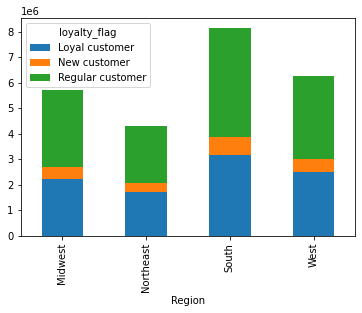 1e6
loyalty_flag
Loyal customer
New customer
Regular customer
8
7
6
5
4
3
2
1
0
Midwest
Northeast
South
West
Region